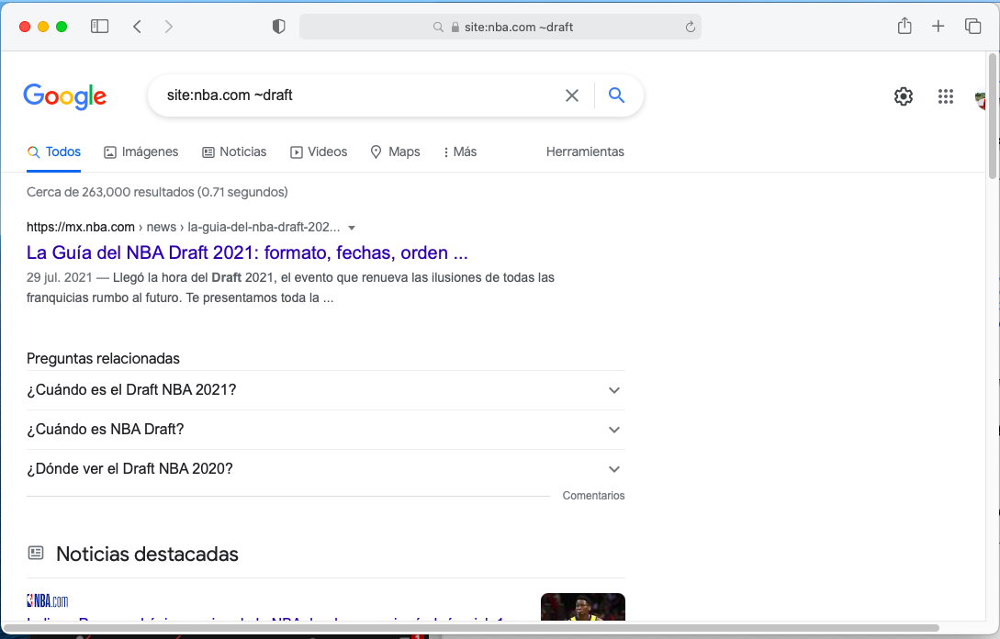 site:nba.com ~draft
Google
site:nba.com ~draft
Todos
Imágenes
Noticias
Videos
Maps
Más
Herramientas
Cerca de 263,000 resultados (0.71 segundos)
https://mx.nba.com › news › la-guia-del-nba-draft-202...
La Guía del NBA Draft 2021: formato, fechas, orden ...
29 jul. 2021 — Llegó la hora del Draft 2021, el evento que renueva las ilusiones de todas las
franquicias rumbo al futuro. Te presentamos toda la ...
Preguntas relacionadas
¿Cuándo es el Draft NBA 2021?
¿Cuándo es NBA Draft?
¿Dónde ver el Draft NBA 2020?
Comentarios
Noticias destacadas
NBA.com